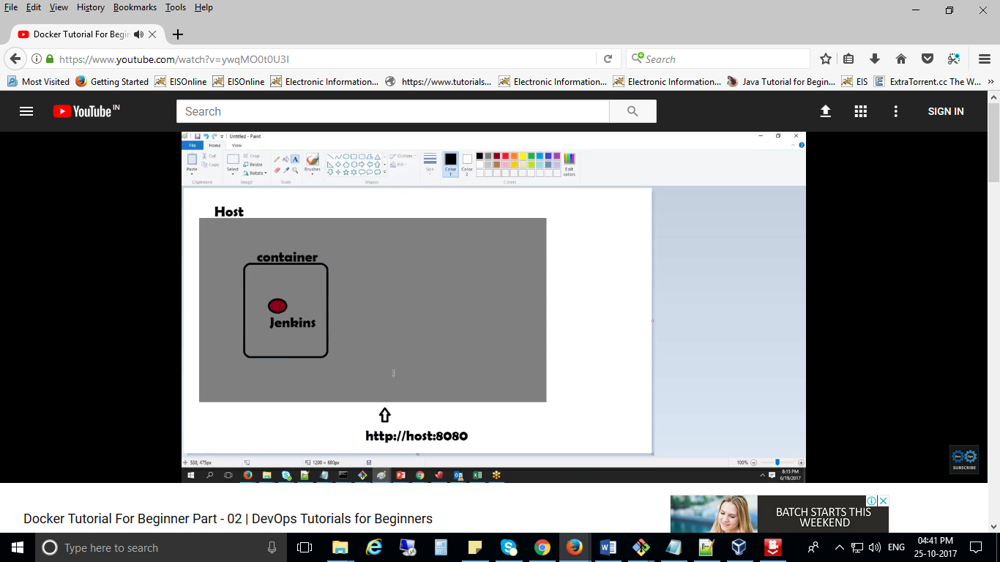 File Edit View History Bookmarks Tools Help
Docker Tutorial For Begin
https://www.youtube.com/watch?v=ywqMO0t0U3I
Search
Most Visited Getting Started EISOnline EISOnline Electronic Information... https://www.tutorials... Electronic Information... Electronic Information... Java Tutorial for Begin... EIS ExtraTorrent.cc The W...
YouTube IN
Search
SIGN IN
Untitled - Paint
File Home View
Paste
Cut
Copy
Clipboard
Select
Crop
Resize
Rotate
Image
Tools
Brushes
Shapes
Outline
Fill
Size
Color 1
Color 2
Edit colors
Colors
Host
container
Jenkins
http://host:8080
538, 475px
1200 × 680px
100%
8:15 PM
6/19/2017
Dev Ops
SUBSCRIBE
Docker Tutorial For Beginner Part - 02 | DevOps Tutorials for Beginners
BATCH STARTS THIS
WEEKEND
Type here to search
ENG
04:41 PM
25-10-2017